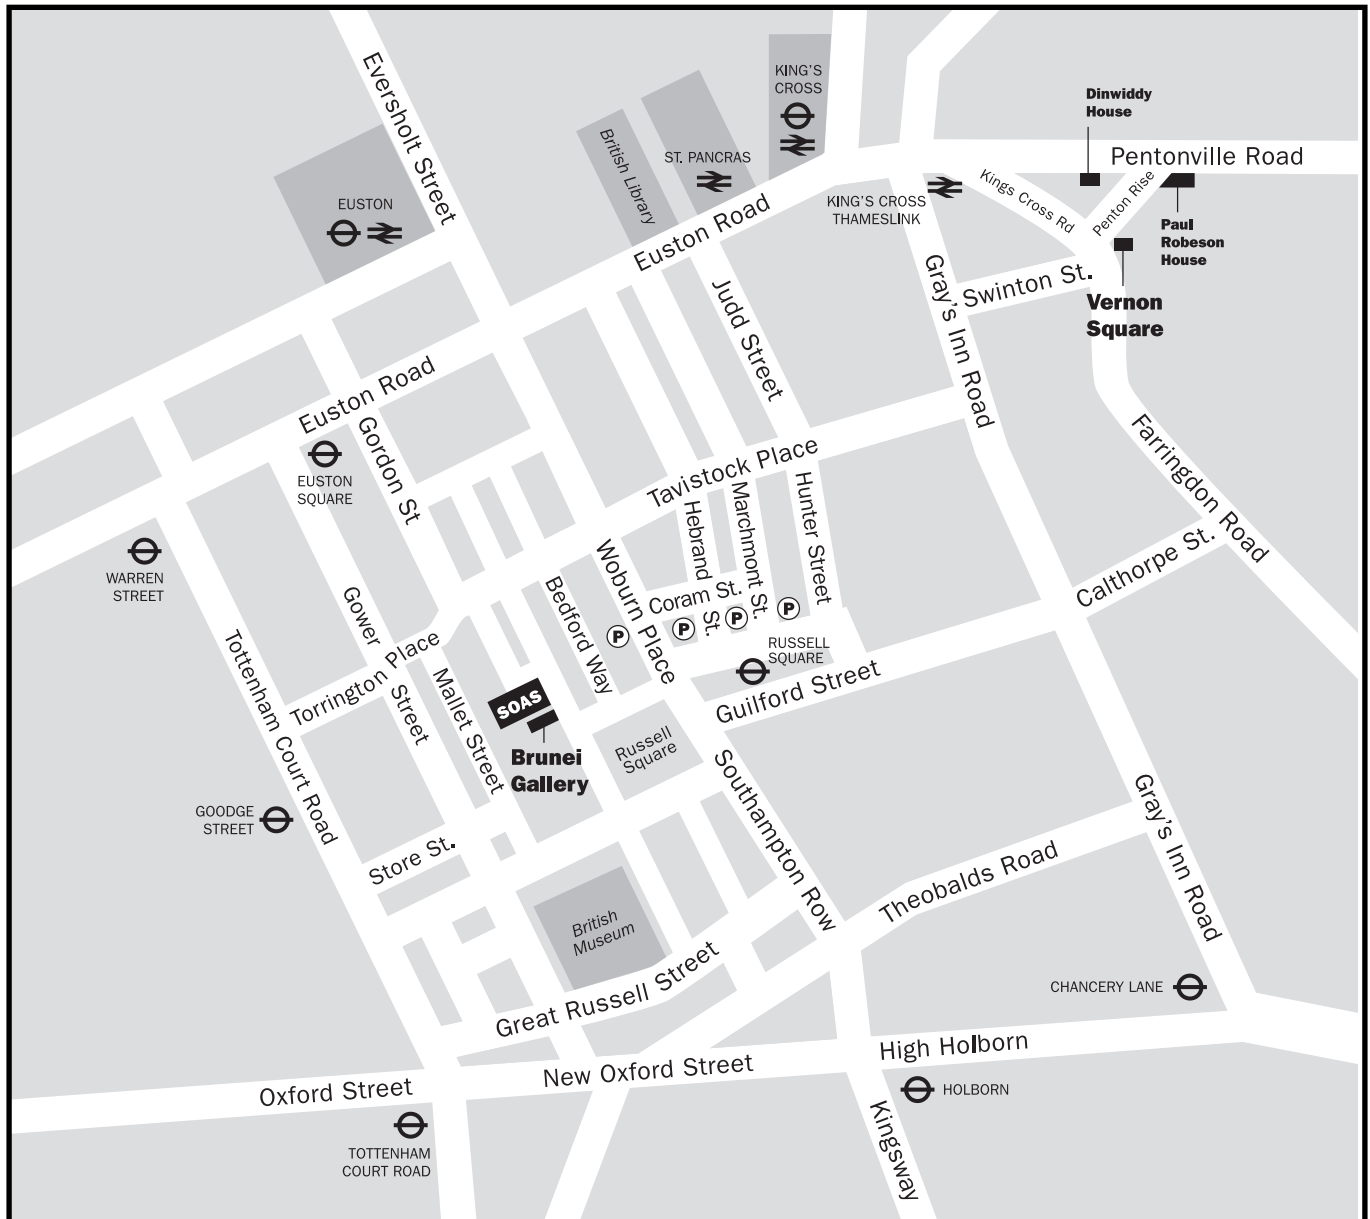 Eversholt Street
KING'S
CROSS
British Library
ST. PANCRAS
Dinwiddy
House
Pentonville Road
EUSTON
Euston Road
KING'S CROSS
THAMESLINK
Kings Cross Rd
Penton Rise
Paul
Robeson
House
Vernon
Square
Swinton St.
Gray's Inn Road
Judd Street
Euston Road
Gordon St
EUSTON
SQUARE
Tavistock Place
Hebrand St.
Marchmont St.
Hunter Street
Farringdon Road
WARREN
STREET
Gower Street
Bedford Way
Woburn Place
Coram St.
P
P
P
P
Calthorpe St.
RUSSELL
SQUARE
Guilford Street
Tottenham Court Road
Torrington Place
Mallet Street
SOAS
Brunei
Gallery
Russell
Square
Southampton Row
GOODGE
STREET
Store St.
Theobalds Road
Gray's Inn Road
British
Museum
Great Russell Street
CHANCERY LANE
High Holborn
New Oxford Street
Oxford Street
HOLBORN
Kingsway
TOTTENHAM
COURT ROAD